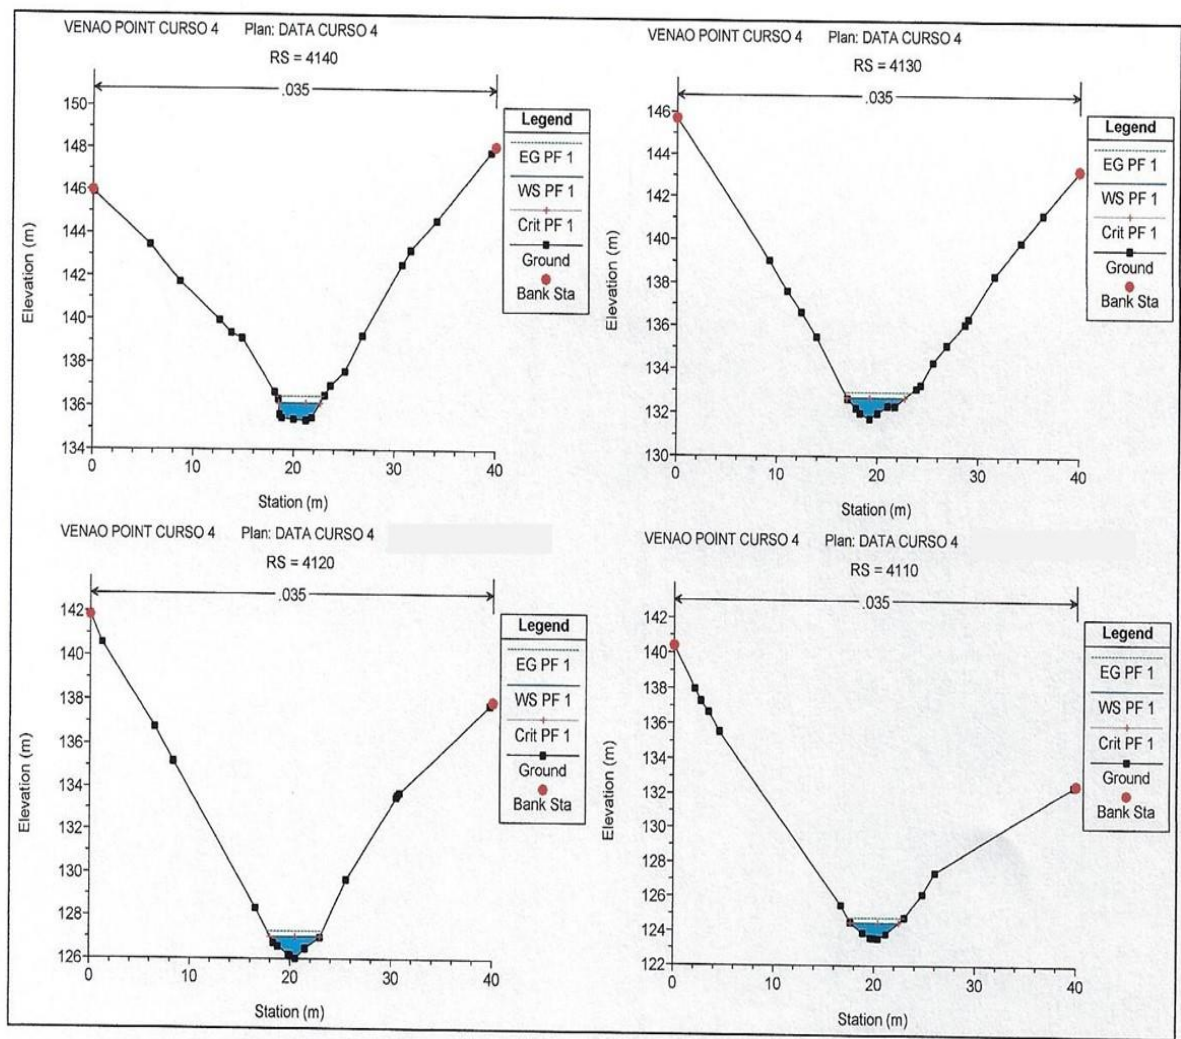 VENAO POINT CURSO 4 Plan: DATA CURSO 4
RS = 4140
.035
Legend
EG PF 1
WS PF 1
Crit PF 1
Ground
Bank Sta
Elevation (m)
150
148
146
144
142
140
138
136
134
0 10 20 30 40
Station (m)
VENAO POINT CURSO 4 Plan: DATA CURSO 4
RS = 4130
.035
Legend
EG PF 1
WS PF 1
Crit PF 1
Ground
Bank Sta
Elevation (m)
146
144
142
140
138
136
134
132
130
0 10 20 30 40
Station (m)
VENAO POINT CURSO 4 Plan: DATA CURSO 4
RS = 4120
.035
Legend
EG PF 1
WS PF 1
Crit PF 1
Ground
Bank Sta
Elevation (m)
142
140
138
136
134
132
130
128
126
0 10 20 30 40
Station (m)
VENAO POINT CURSO 4 Plan: DATA CURSO 4
RS = 4110
.035
Legend
EG PF 1
WS PF 1
Crit PF 1
Ground
Bank Sta
Elevation (m)
142
140
138
136
134
132
130
128
126
124
122
0 10 20 30 40
Station (m)